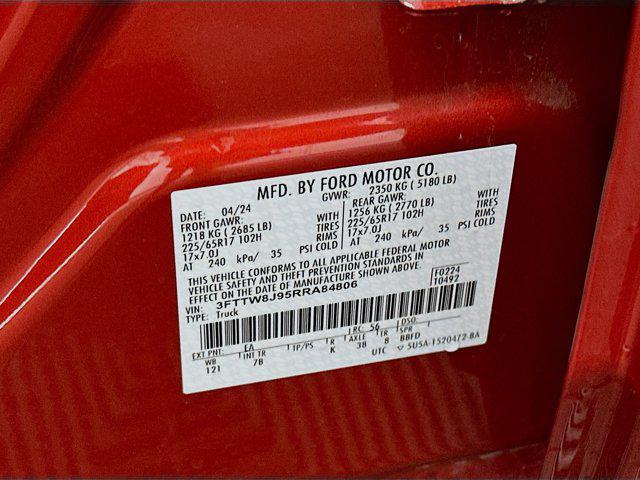 MFD. BY FORD MOTOR CO.
DATE: 04/24 GVWR: 2350 KG ( 5180 LB)
FRONT GAWR: REAR GAWR:
1218 KG ( 2685 LB) WITH 1256 KG ( 2770 LB) WITH
225/65R17 102H TIRES 225/65R17 102H TIRES
17x7.0J RIMS 17x7.0J RIMS
AT 240 kPa/ 35 PSI COLD AT 240 kPa/ 35 PSI COLD
THIS VEHICLE CONFORMS TO ALL APPLICABLE FEDERAL MOTOR
VEHICLE SAFETY AND THEFT PREVENTION STANDARDS IN
EFFECT ON THE DATE OF MANUFACTURE SHOWN ABOVE.
VIN: 3FTTW8J95RRA84806 F0224
TYPE: Truck T0492
EXT PNT: EA RC: 56 DSO:
WB INT TR TP/PS R AXLE TR SPR
121 7B K 38 8 BBFD
UTC 5U5A-1520472-BA